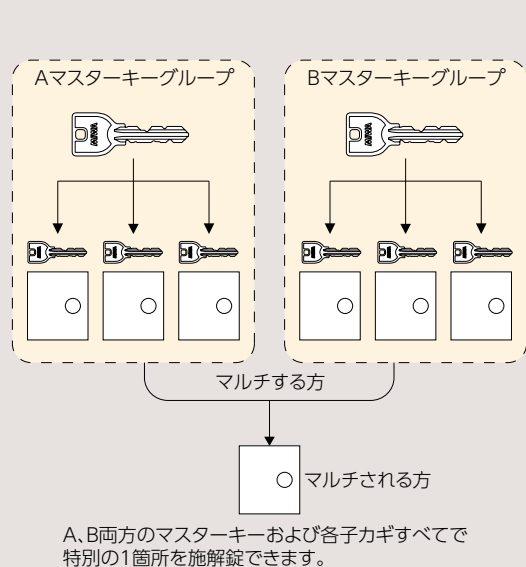 Aマスターキーグループ
Bマスターキーグループ
マルチする方
マルチされる方
A、B両方のマスターキーおよび各子カギすべてで
特別の1箇所を施解錠できます。